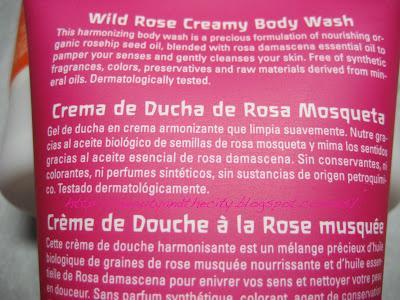 Wild Rose Creamy Body Wash
This harmonizing body wash is a precious formulation of nourishing or-
ganic rosehip seed oil, blended with rosa damascena essential oil to
pamper your senses and gently cleanses your skin. Free of synthetic
fragrances, colors, preservatives and raw materials derived from min-
eral oils. Dermatologically tested.
Crema de Ducha de Rosa Mosqueta
Gel de ducha en crema armonizante que limpia suavemente. Nutre gra-
cias al aceite biológico de semillas de rosa mosqueta y mima los sentidos
gracias al aceite esencial de rosa damascena. Sin conservantes, ni
colorantes, ni perfumes sintéticos, sin sustancias de origen petroquími-
co. Testado dermatológicamente.
Crème de Douche à la Rose musquée
Cette crème de douche harmonisante est un mélange précieux d'huile
biologique de graines de rose musquée nourrissante et d'huile essen-
tielle de Rosa damascena pour enivrer vos sens et nettoyer votre peau
en douceur. Sans parfum synthétique, colorant, agent de conservation